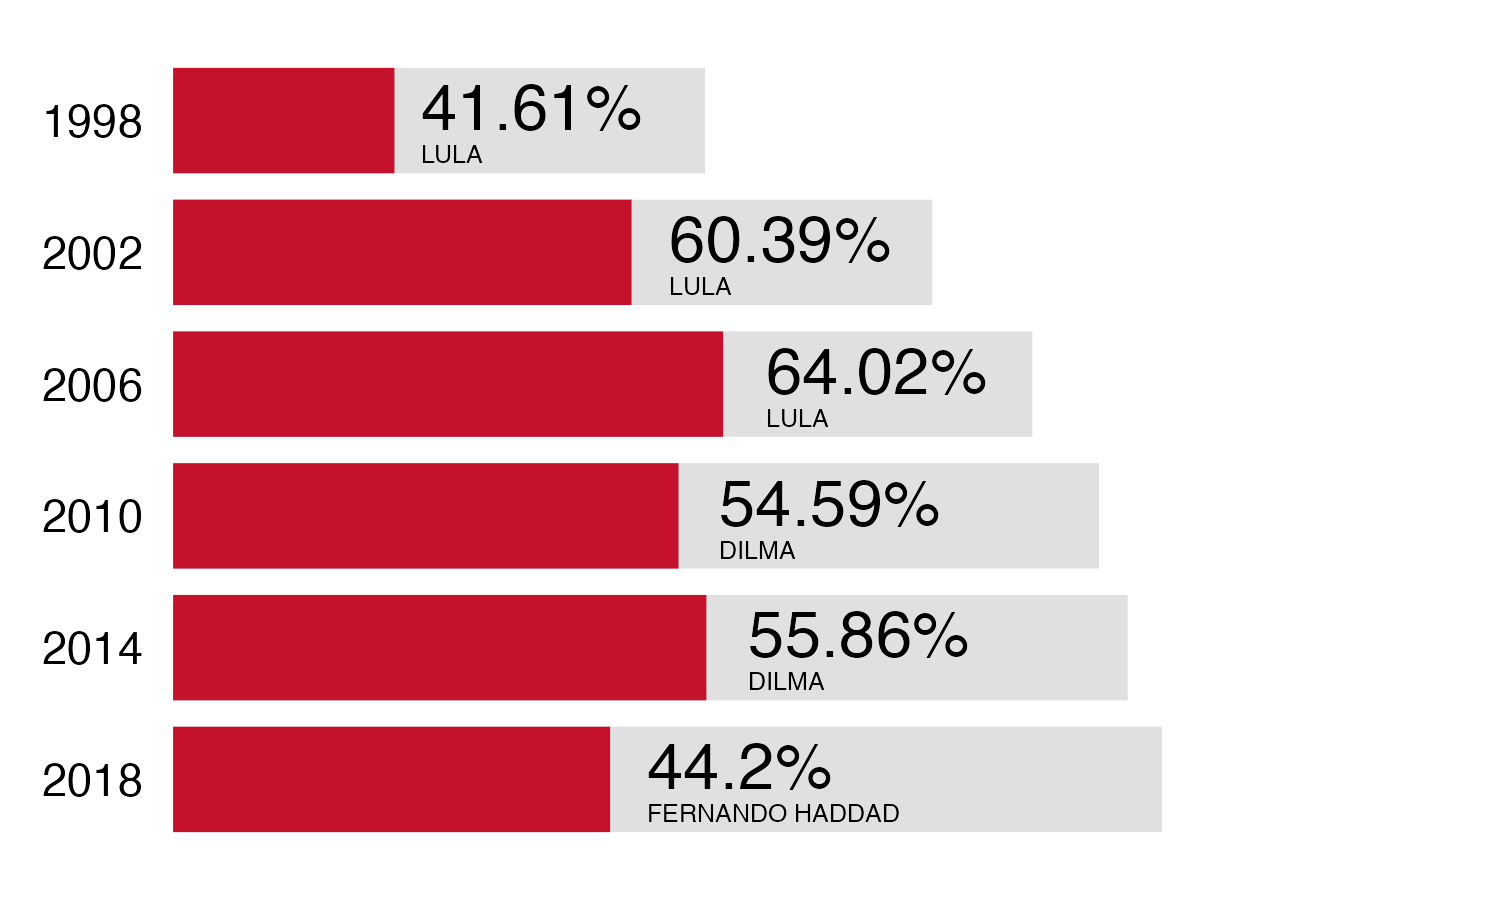 1998
41.61%
LULA
2002
60.39%
LULA
2006
64.02%
LULA
2010
54.59%
DILMA
2014
55.86%
DILMA
2018
44.2%
FERNANDO HADDAD